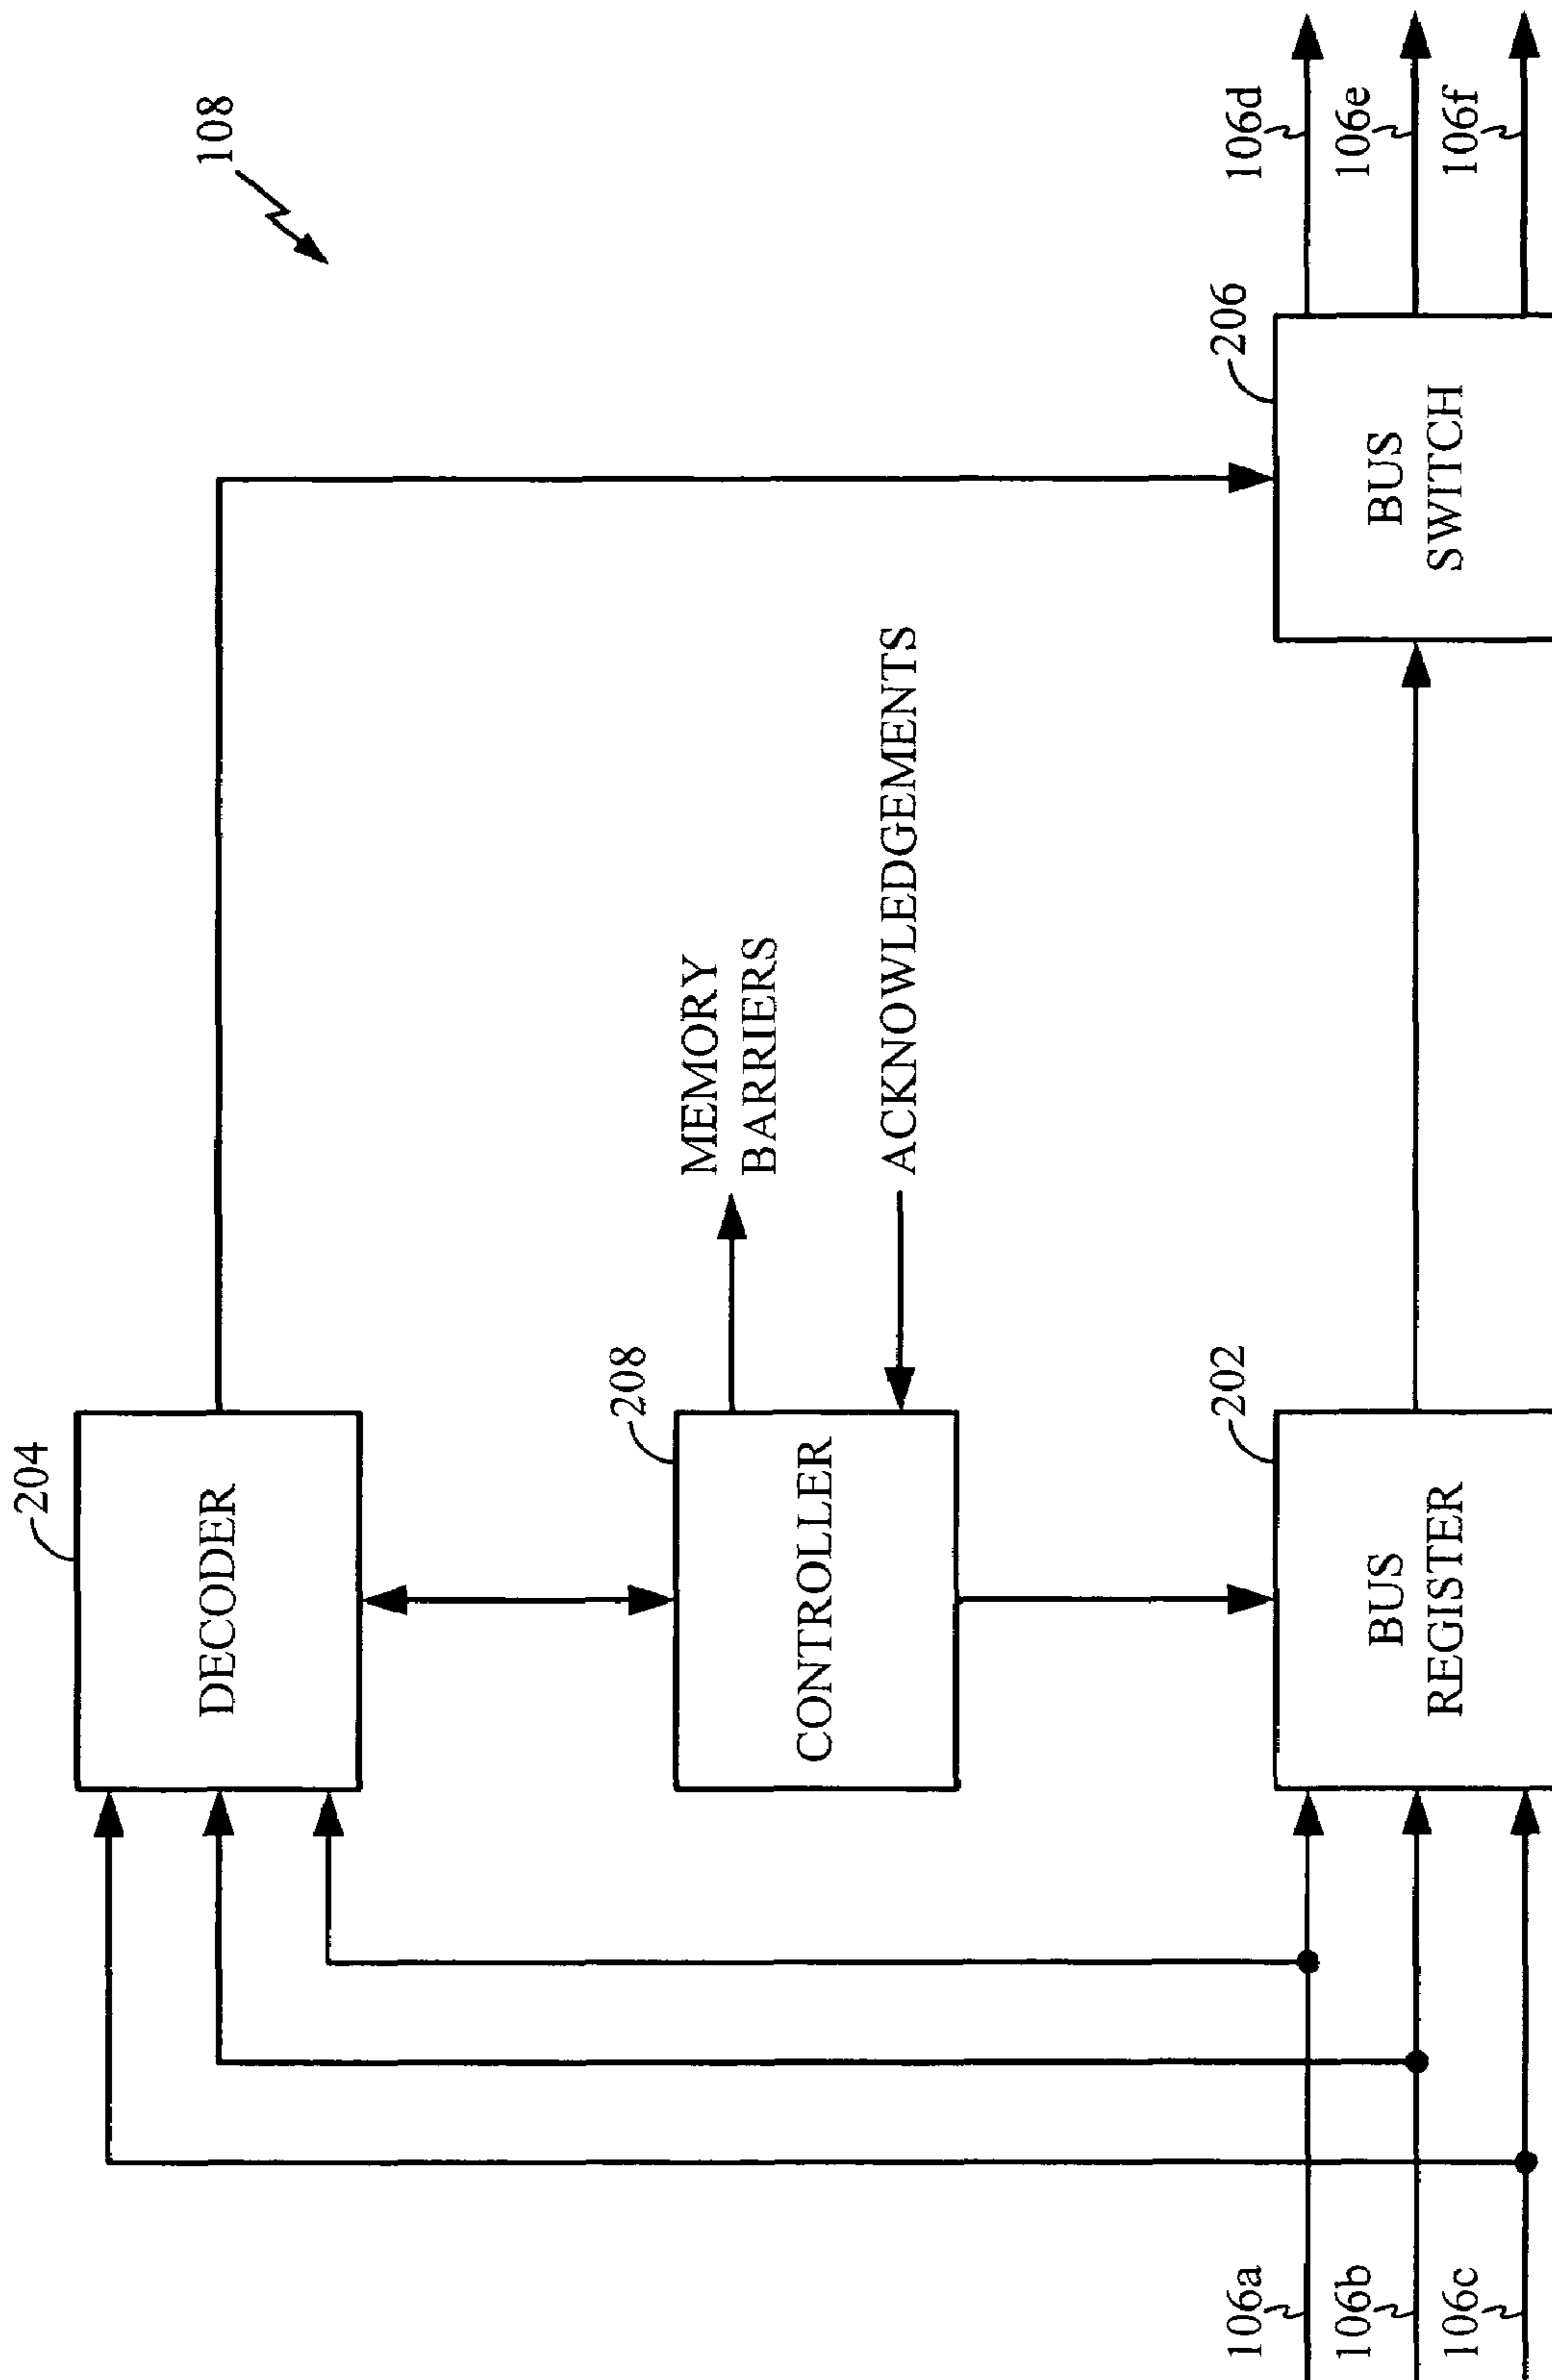 108
204
DECODER
208
CONTROLLER
MEMORY
BARRIERS
ACKNOWLEDGEMENTS
202
BUS
REGISTER
206
BUS
SWITCH
106a
106b
106c
106d
106e
106f